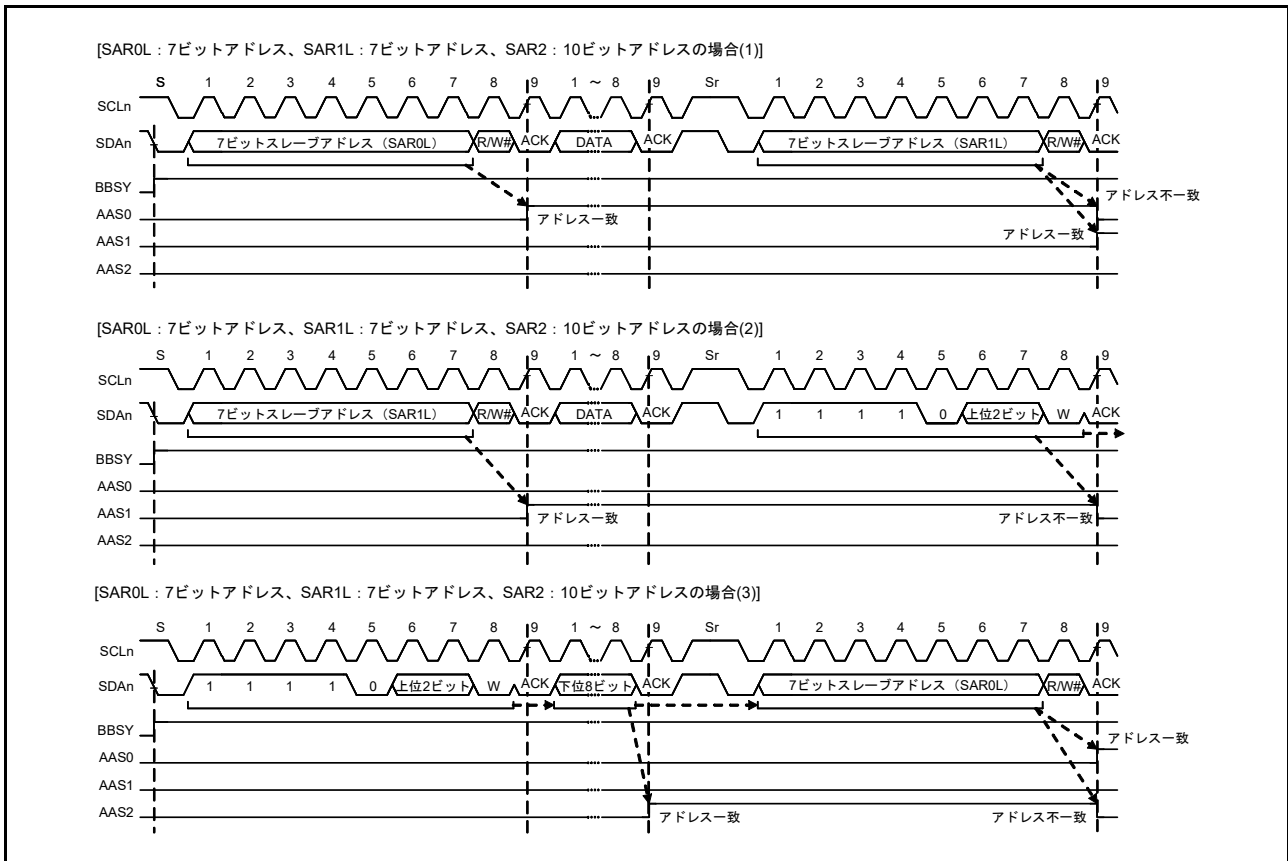 [SAR0L：7ビットアドレス、SAR1L：7ビットアドレス、SAR2：10ビットアドレスの場合(1)]
S 1 2 3 4 5 6 7 8 9 1 ～ 8 9 Sr 1 2 3 4 5 6 7 8 9
SCLn
SDAn 7ビットスレーブアドレス（SAR0L） R/W# ACK DATA ACK 7ビットスレーブアドレス（SAR1L） R/W# ACK
BBSY
アドレス不一致
AAS0 アドレス一致
アドレス一致
AAS1
AAS2
[SAR0L：7ビットアドレス、SAR1L：7ビットアドレス、SAR2：10ビットアドレスの場合(2)]
S 1 2 3 4 5 6 7 8 9 1 ～ 8 9 Sr 1 2 3 4 5 6 7 8 9
SCLn
SDAn 7ビットスレーブアドレス（SAR1L） R/W# ACK DATA ACK 1 1 1 1 0 上位2ビット W ACK
BBSY
AAS0
AAS1 アドレス一致 アドレス不一致
AAS2
[SAR0L：7ビットアドレス、SAR1L：7ビットアドレス、SAR2：10ビットアドレスの場合(3)]
S 1 2 3 4 5 6 7 8 9 1 ～ 8 9 Sr 1 2 3 4 5 6 7 8 9
SCLn
SDAn 1 1 1 1 0 上位2ビット W ACK 下位8ビット ACK 7ビットスレーブアドレス（SAR0L） R/W# ACK
BBSY
アドレス一致
AAS0
AAS1
AAS2 アドレス一致 アドレス不一致